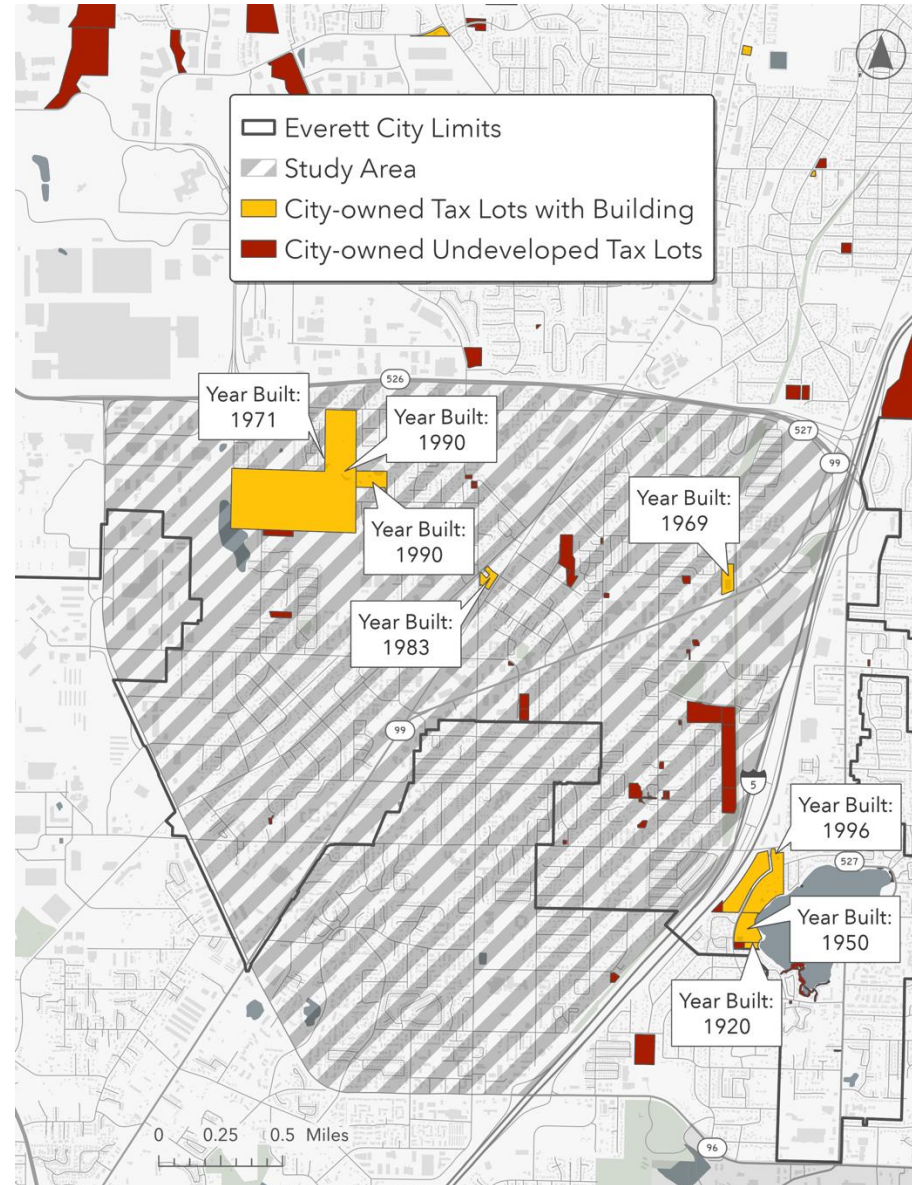 Everett City Limits
Study Area
City-owned Tax Lots with Building
City-owned Undeveloped Tax Lots
526
Year Built:
1971
Year Built:
1990
527
99
Year Built:
1969
Year Built:
1990
Year Built:
1983
99
5
Year Built:
1996
527
Year Built:
1950
Year Built:
1920
0 0.25 0.5 Miles
96